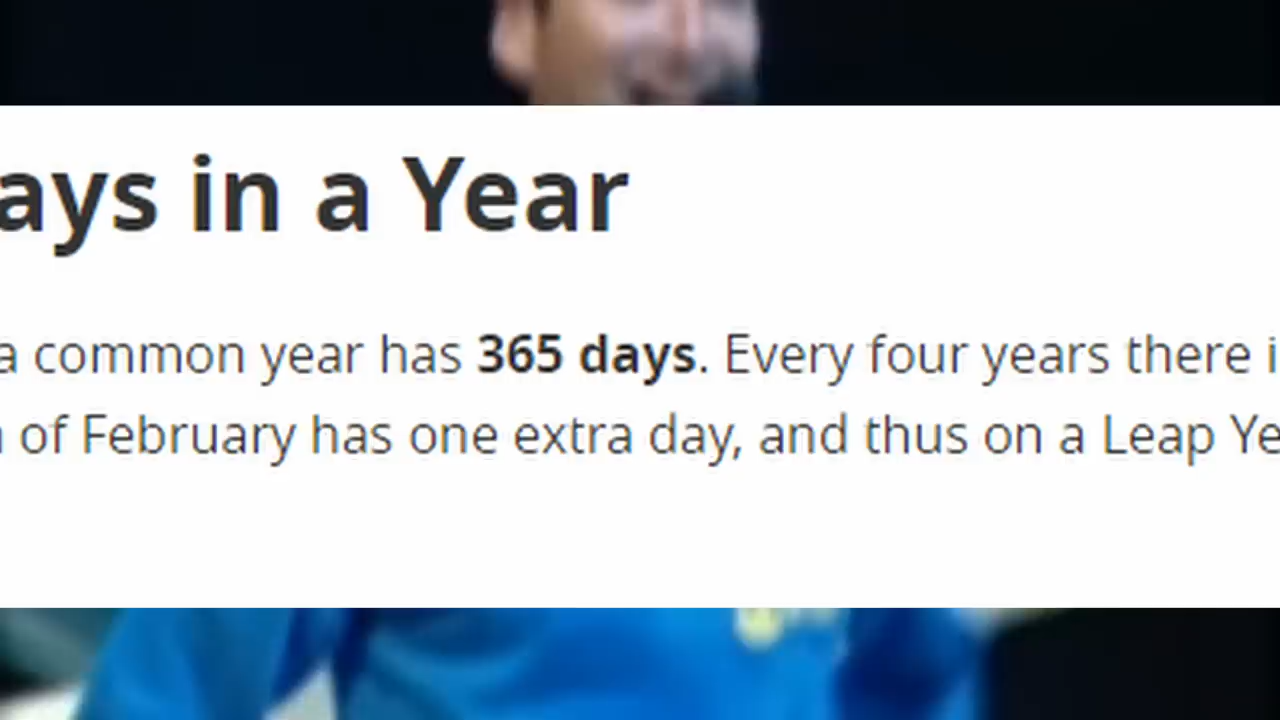 ays in a Year
a common year has 365 days. Every four years there i
of February has one extra day, and thus on a Leap Ye